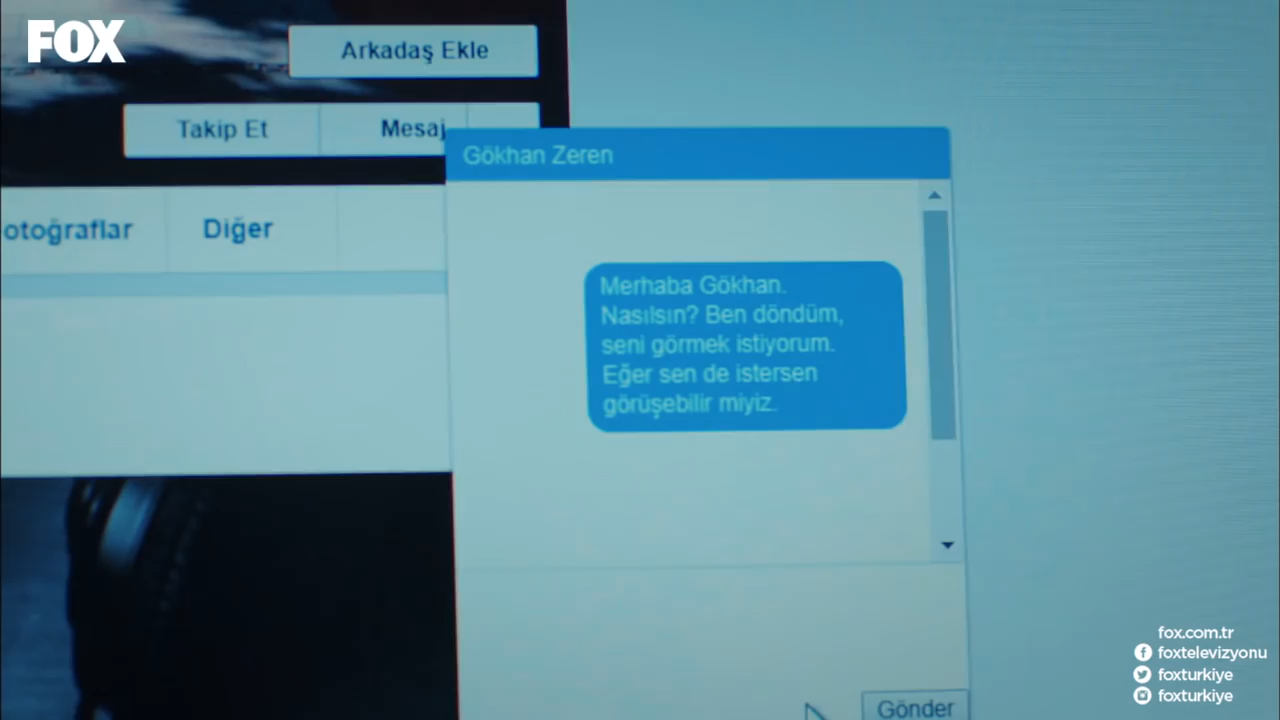 FOX
Arkadaş Ekle
Takip Et
Mesaj
Gökhan Zeren
otoğraflar
Diğer
Merhaba Gökhan.
Nasılsın? Ben döndüm,
seni görmek istiyorum.
Eğer sen de istersen
görüşebilir miyiz.
Gönder
fox.com.tr
foxtelevizyonu
foxturkiye
foxturkiye